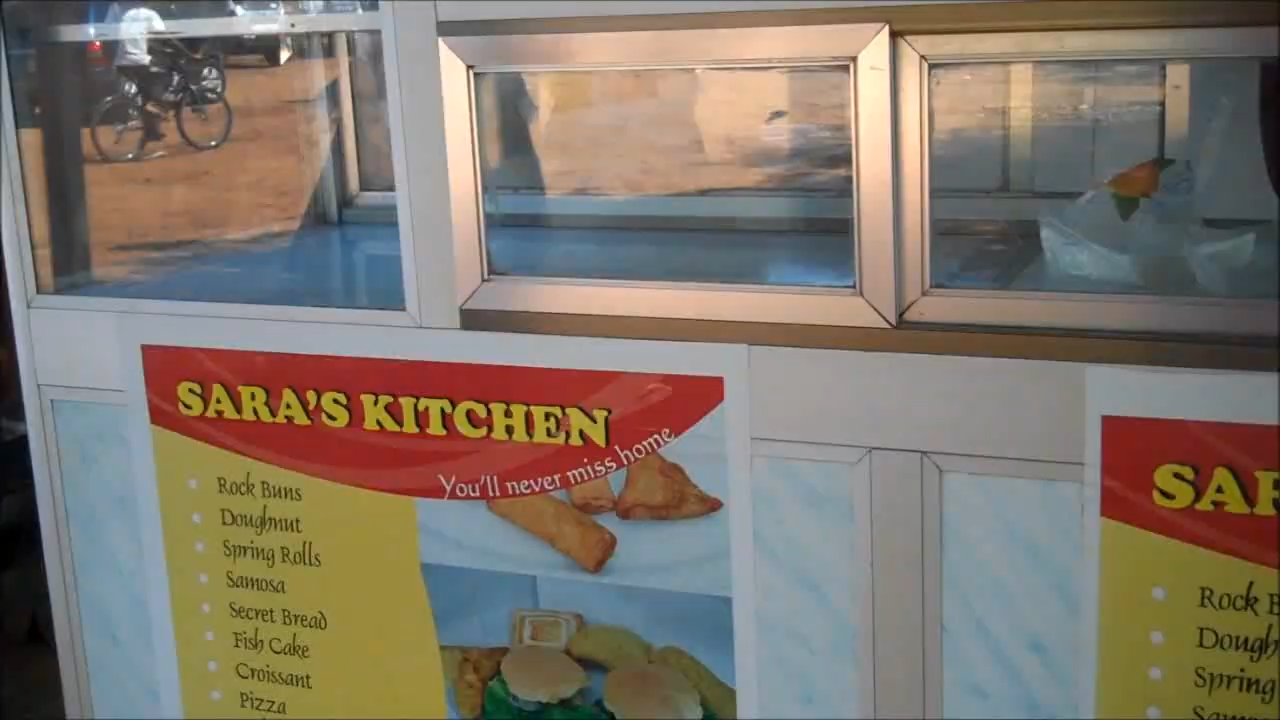 SARA'S KITCHEN
You'll never miss home
Rock Buns
Doughnut
Spring Rolls
Samosa
Secret Bread
Fish Cake
Croissant
Pizza
SAR
Rock B
Dough
Spring